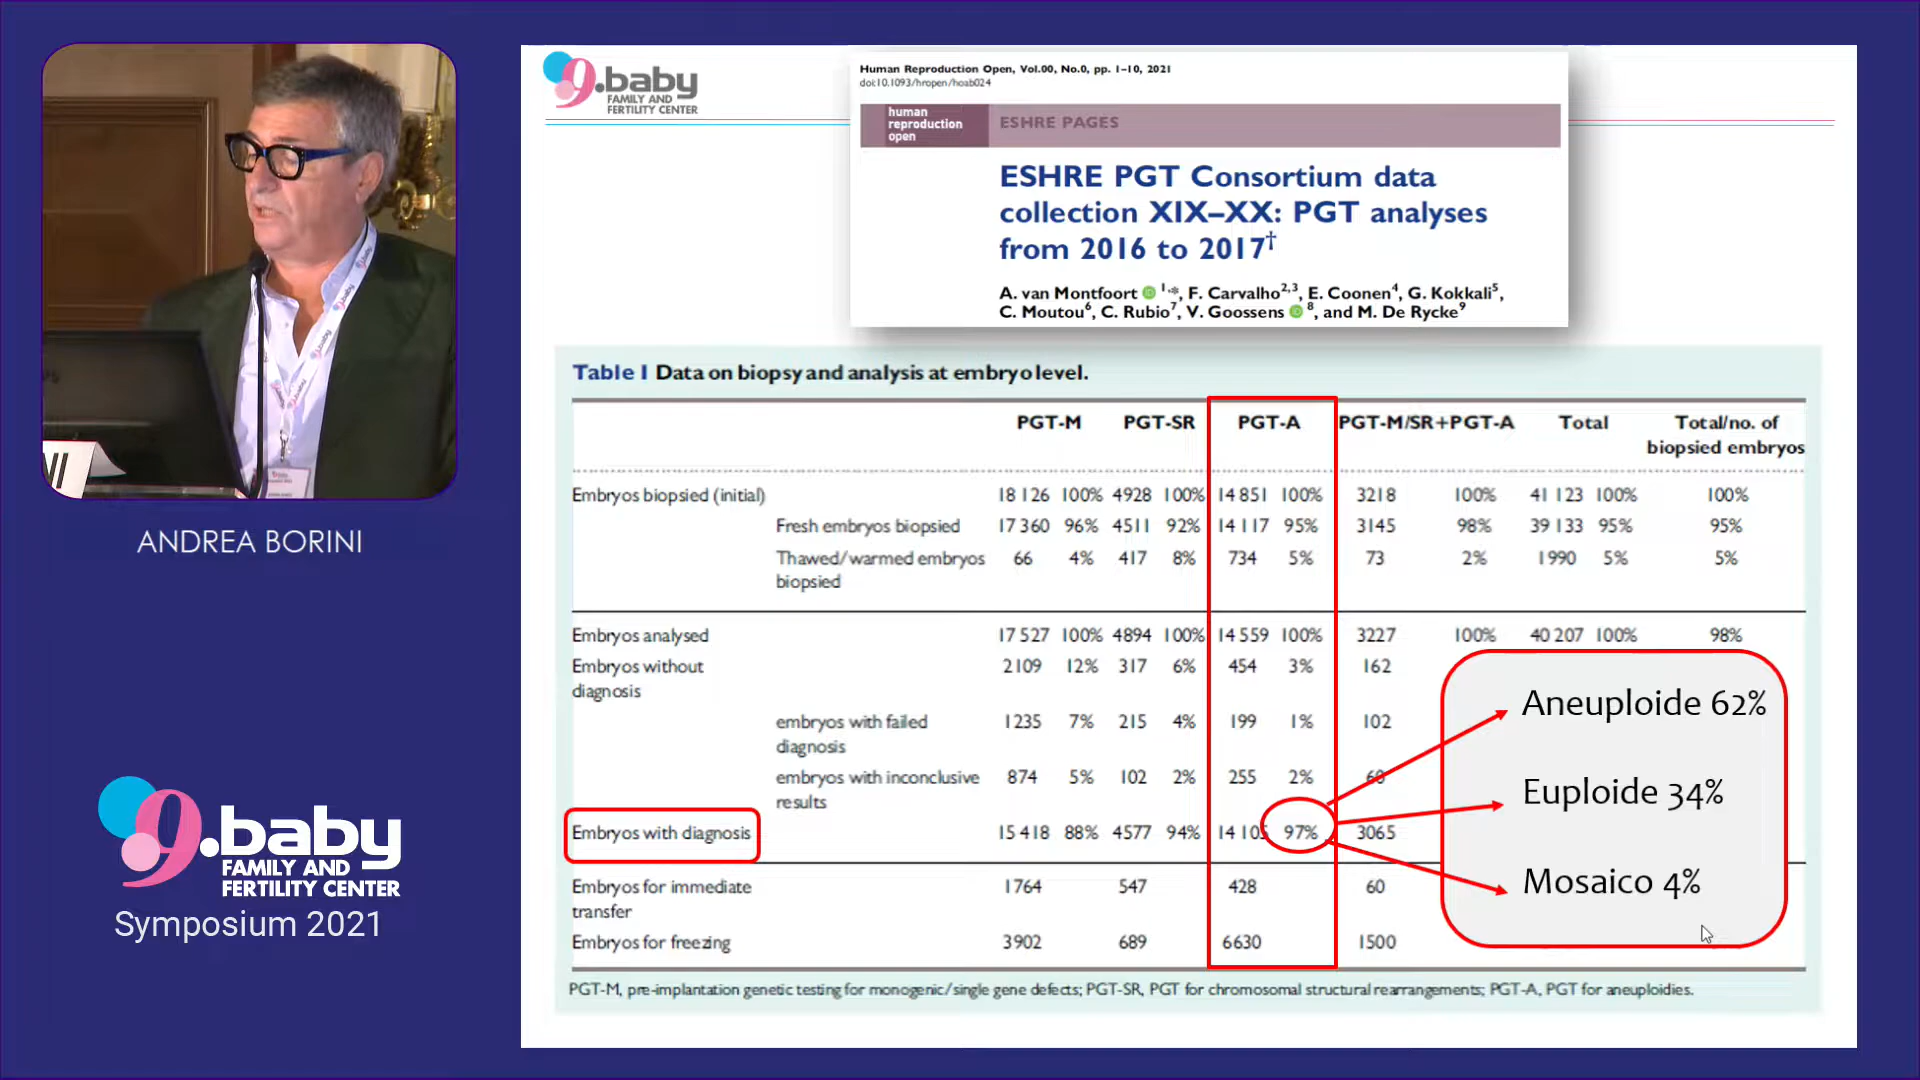 9.baby
FAMILY AND
FERTILITY CENTER
Human Reproduction Open, Vol.00, No.0, pp. 1–10, 2021
doi:10.1093/hropen/hoab024
human
reproduction
open
ESHRE PAGES
ESHRE PGT Consortium data
collection XIX–XX: PGT analyses
from 2016 to 2017†
A. van Montfoort 1,*, F. Carvalho2,3, E. Coonen4, G. Kokkali5,
C. Moutou6, C. Rubio7, V. Goossens 8, and M. De Rycke9
ANDREA BORINI
9.baby
FAMILY AND
FERTILITY CENTER
Symposium 2021
Table I Data on biopsy and analysis at embryo level.
PGT-M PGT-SR PGT-A PGT-M/SR+PGT-A Total Total/no. of
biopsied embryos
Embryos biopsied (initial) 18 126 100% 4928 100% 14 851 100% 3218 100% 41 123 100% 100%
Fresh embryos biopsied 17 360 96% 4511 92% 14 117 95% 3145 98% 39 133 95% 95%
Thawed/warmed embryos 66 4% 417 8% 734 5% 73 2% 1990 5% 5%
biopsied
Embryos analysed 17 527 100% 4894 100% 14 559 100% 3227 100% 40 207 100% 98%
Embryos without 2109 12% 317 6% 454 3% 162
diagnosis
embryos with failed 1235 7% 215 4% 199 1% 102
diagnosis
embryos with inconclusive 874 5% 102 2% 255 2% 60
results
Embryos with diagnosis 15 418 88% 4577 94% 14 105 97% 3065
Embryos for immediate 1764 547 428 60
transfer
Embryos for freezing 3902 689 6630 1500
Aneuploide 62%
Euploide 34%
Mosaico 4%
PGT-M, pre-implantation genetic testing for monogenic/single gene defects; PGT-SR, PGT for chromosomal structural rearrangements; PGT-A, PGT for aneuploidies.